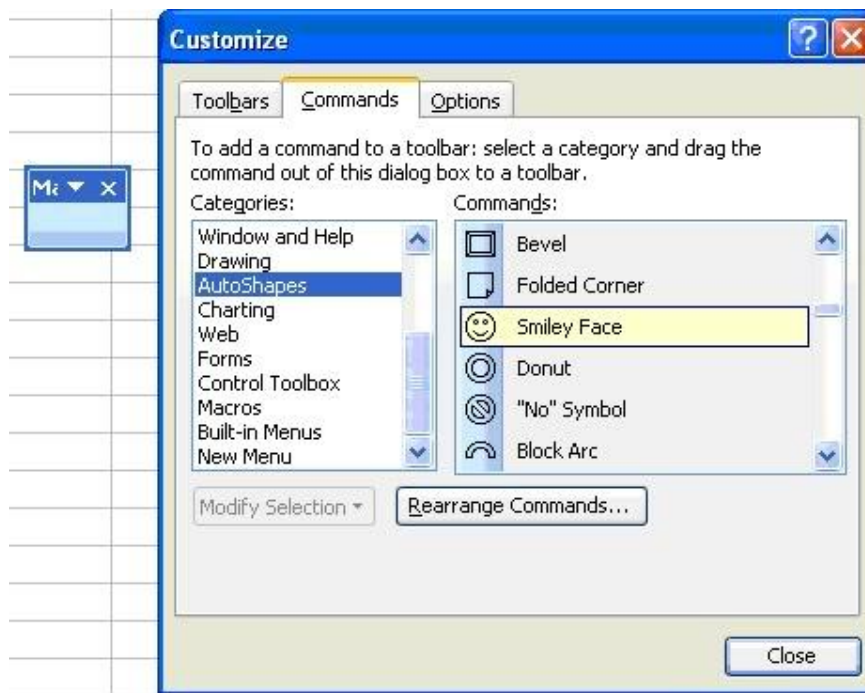 Customize
Toolbars Commands Options
To add a command to a toolbar: select a category and drag the
command out of this dialog box to a toolbar.
Categories: Commands:
Window and Help
Drawing
AutoShapes
Charting
Web
Forms
Control Toolbox
Macros
Built-in Menus
New Menu
Bevel
Folded Corner
Smiley Face
Donut
"No" Symbol
Block Arc
Modify Selection Rearrange Commands...
Close